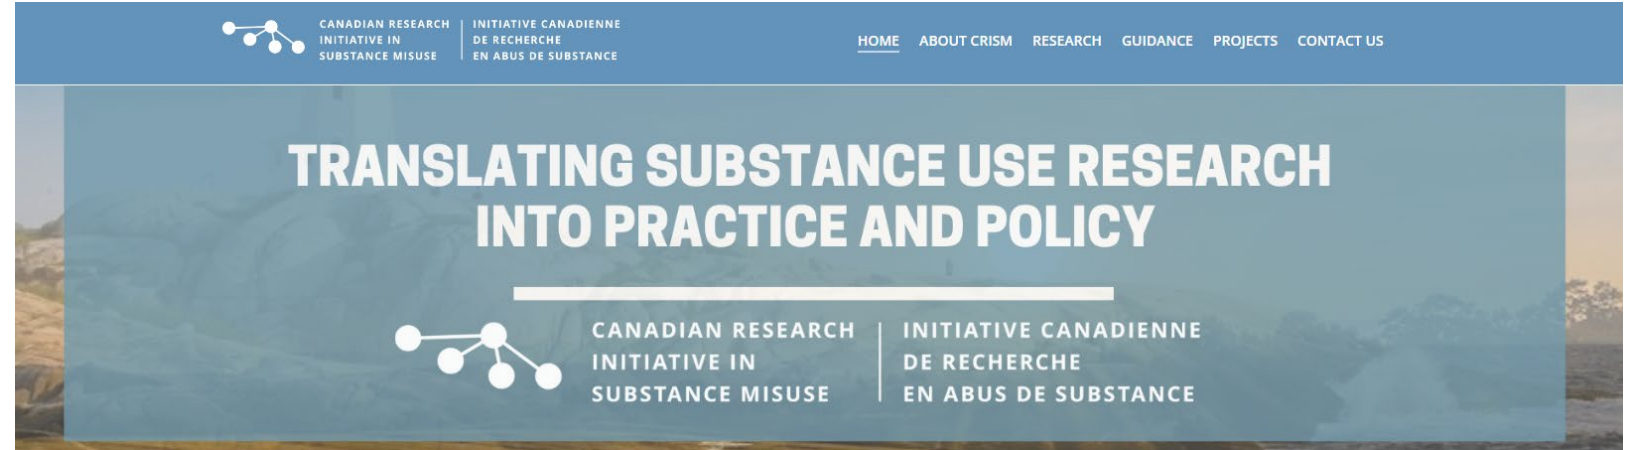 CANADIAN RESEARCH
INITIATIVE IN
SUBSTANCE MISUSE
INITIATIVE CANADIENNE
DE RECHERCHE
EN ABUS DE SUBSTANCE
HOME ABOUT CRISM RESEARCH GUIDANCE PROJECTS CONTACT US
TRANSLATING SUBSTANCE USE RESEARCH
INTO PRACTICE AND POLICY
CANADIAN RESEARCH
INITIATIVE IN
SUBSTANCE MISUSE
INITIATIVE CANADIENNE
DE RECHERCHE
EN ABUS DE SUBSTANCE